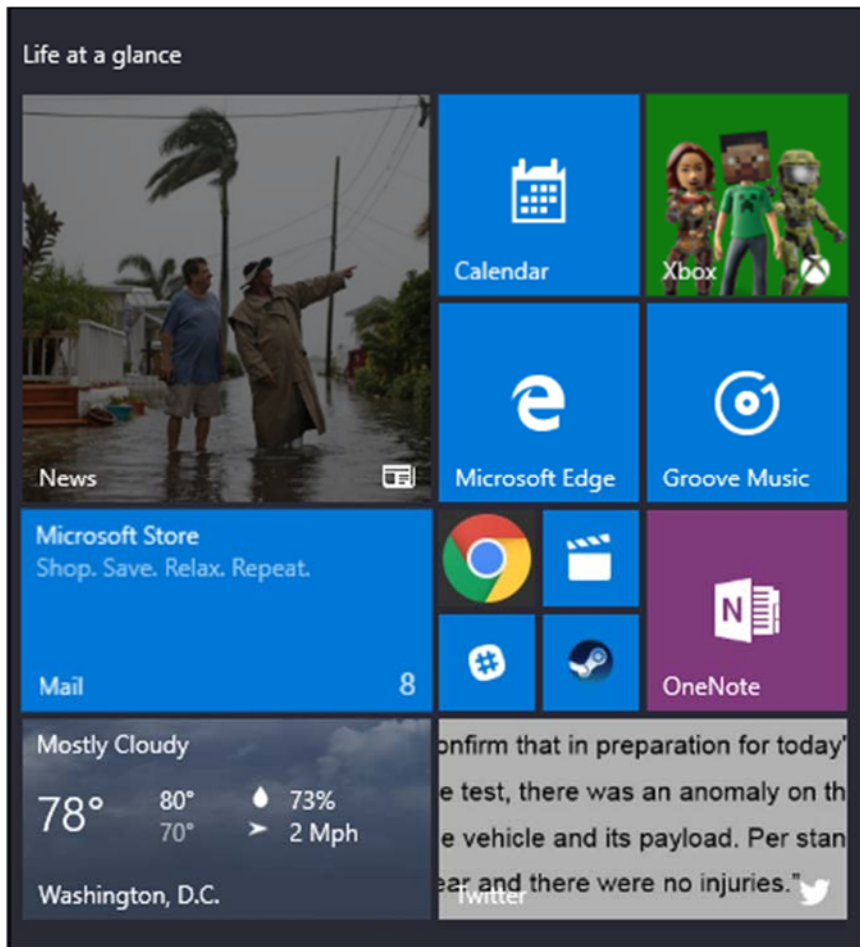 Life at a glance
News
Calendar
Xbox
Microsoft Edge
Groove Music
Microsoft Store
Shop. Save. Relax. Repeat.
Mail 8
N
OneNote
Mostly Cloudy
78° 80° 73%
70° 2 Mph
Washington, D.C.
onfirm that in preparation for today'
e test, there was an anomaly on th
e vehicle and its payload. Per stan
ear and there were no injuries."
Twitter